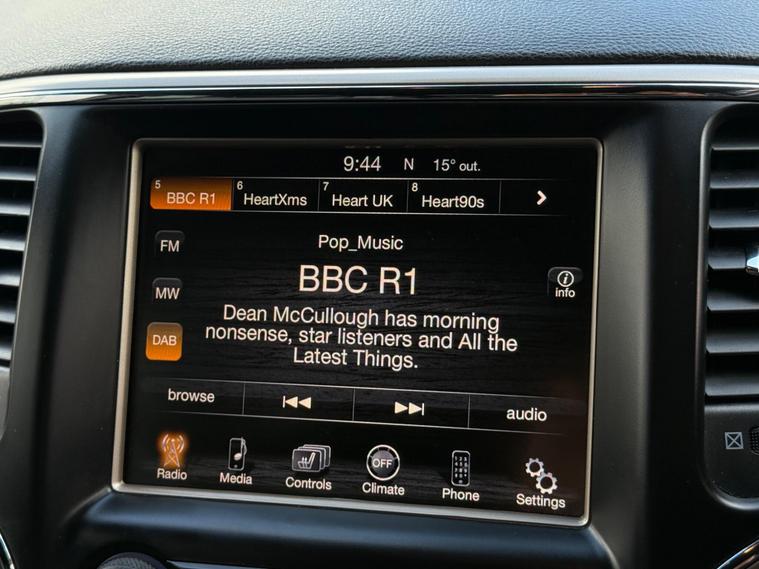 9:44 N 15° out.
5 BBC R1 6 HeartXms 7 Heart UK 8 Heart90s
Pop_Music
FM
BBC R1
info
MW
Dean McCullough has morning
nonsense, star listeners and All the
Latest Things.
DAB
browse audio
OFF
Radio Media Controls Climate Phone Settings